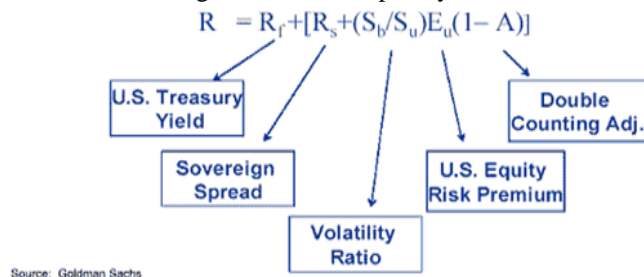 R = Rf+[Rs+(Sb/Su)Eu(1– A)]
U.S. Treasury
Yield
Double
Counting Adj.
Sovereign
Spread
U.S. Equity
Risk Premium
Volatility
Ratio
Source: Goldman Sachs